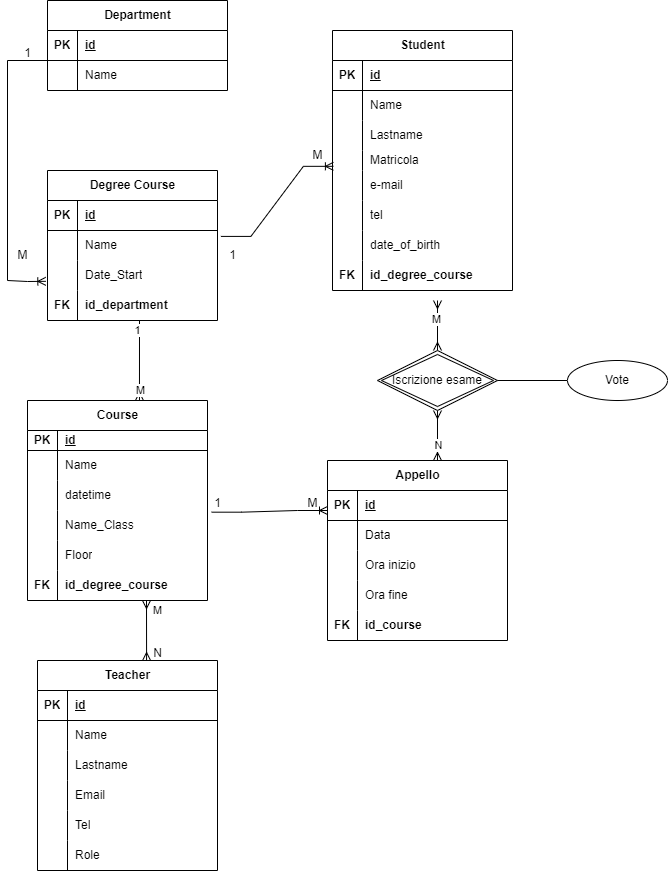 Department
PK id
Name
1
M
Degree Course
PK id
Name
Date_Start
FK id_department
1
M
Student
PK id
Name
Lastname
Matricola
e-mail
tel
date_of_birth
FK id_degree_course
1
M
Course
PK id
Name
datetime
Name_Class
Floor
FK id_degree_course
M
Iscrizione esame
Vote
N
1
M
Appello
PK id
Data
Ora inizio
Ora fine
FK id_course
M
N
Teacher
PK id
Name
Lastname
Email
Tel
Role